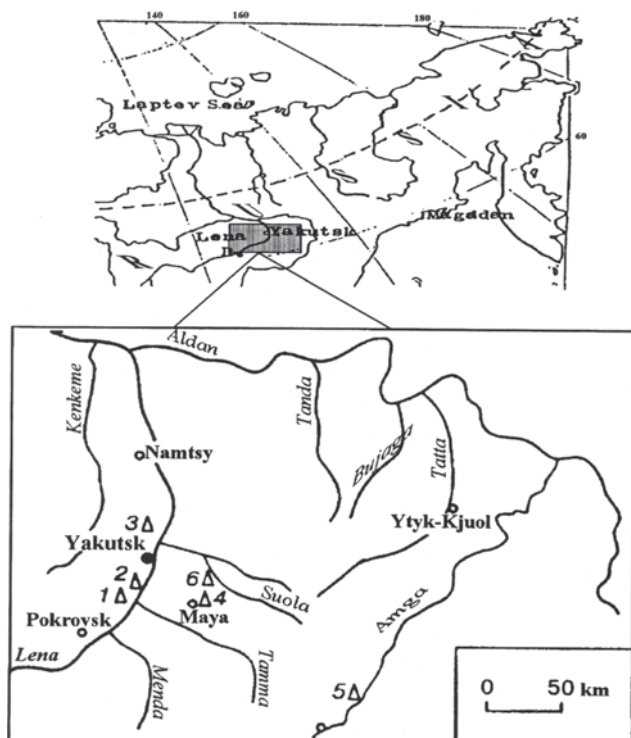 140
160
180
Laptev Sea
60
Magadan
Lena
Yakutsk
R.
Aldan
Kenkeme
Tanda
Bujaga
Tatta
Namtsy
Ytyk-Kjuol
3
Yakutsk
2
6
1
4
Suola
Maya
Amga
Pokrovsk
Lena
Menda
Tamma
5
0 50 km